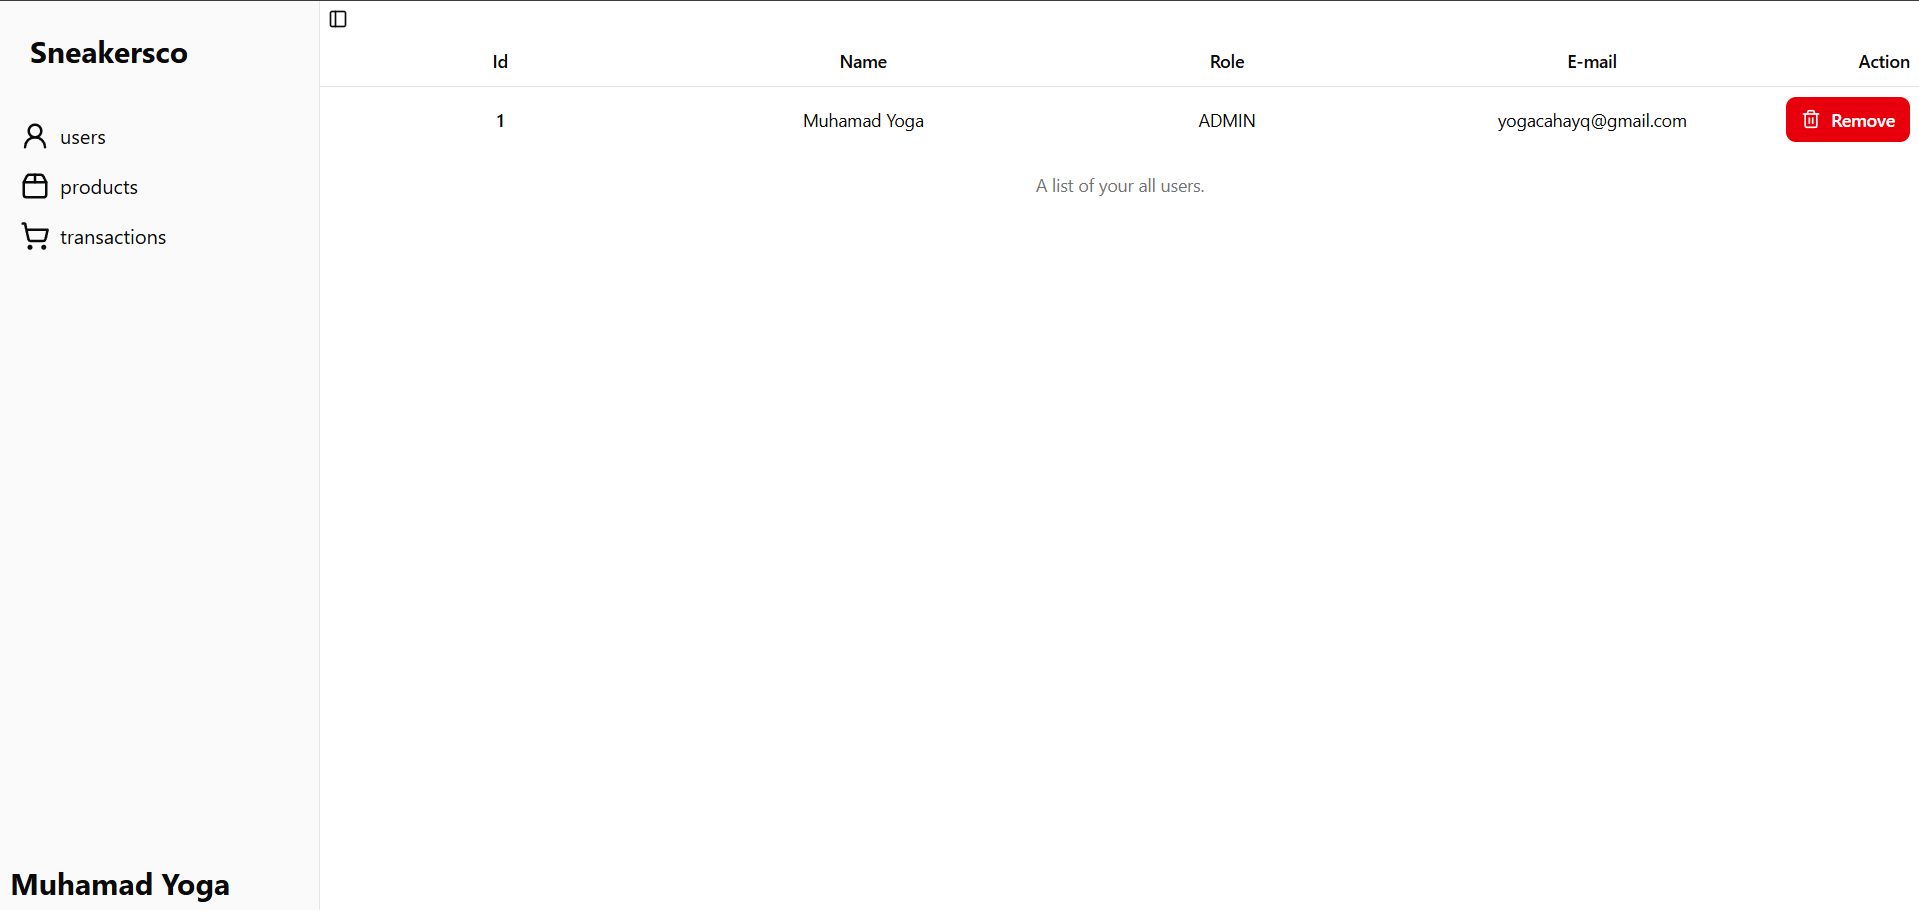 Sneakersco
users
products
transactions
Muhamad Yoga
Id Name Role E-mail Action
1 Muhamad Yoga ADMIN yogacahayq@gmail.com Remove
A list of your all users.